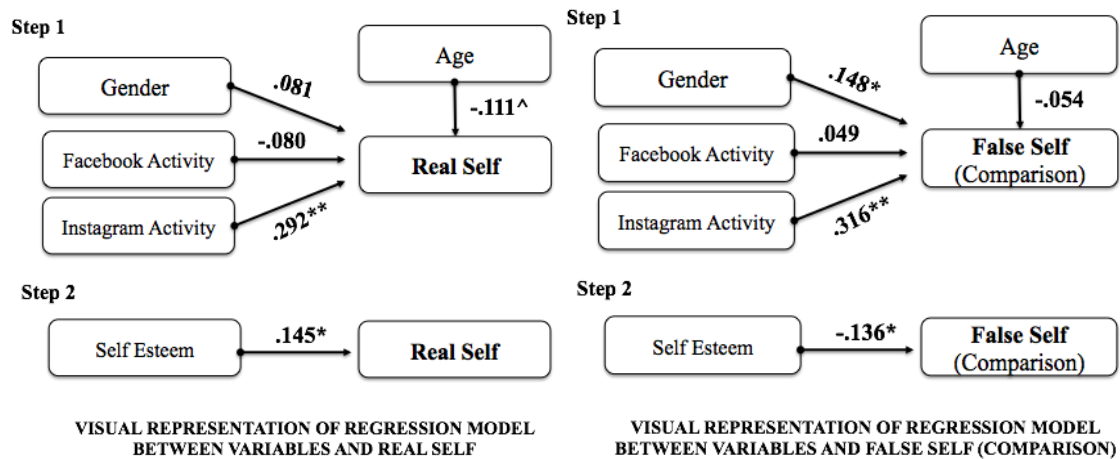 Step 1
Gender
Age
.081
-.111^
Facebook Activity
-.080
Real Self
Instagram Activity
.292**
Step 2
Self Esteem
.145*
Real Self
VISUAL REPRESENTATION OF REGRESSION MODEL
BETWEEN VARIABLES AND REAL SELF
Step 1
Gender
Age
.148*
-.054
Facebook Activity
.049
False Self
(Comparison)
Instagram Activity
.316**
Step 2
Self Esteem
-.136*
False Self
(Comparison)
VISUAL REPRESENTATION OF REGRESSION MODEL
BETWEEN VARIABLES AND FALSE SELF (COMPARISON)